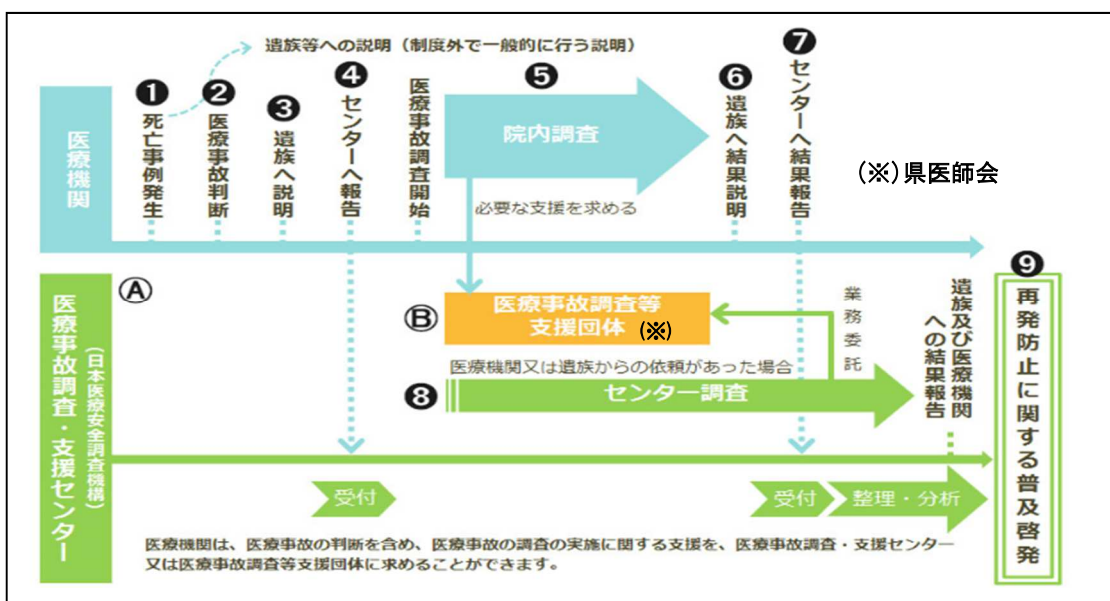 遺族等への説明（制度外で一般的に行う説明）
医療機関
❶
死亡事例発生
❷
医療事故判断
❸
遺族へ説明
❹
センターへ報告
医療事故調査開始
❺
院内調査
必要な支援を求める
❻
遺族へ結果説明
❼
センターへ結果報告
(※)県医師会
医療事故調査・支援センター
(日本医療安全調査機構)
Ⓐ
Ⓑ
医療事故調査等
支援団体 (※)
業務委託
医療機関又は遺族からの依頼があった場合
❽
センター調査
遺族及び医療機関
への結果報告
❾
再発防止に関する普及啓発
受付
受付
整理・分析
医療機関は、医療事故の判断を含め、医療事故の調査の実施に関する支援を、医療事故調査・支援センター
又は医療事故調査等支援団体に求めることができます。